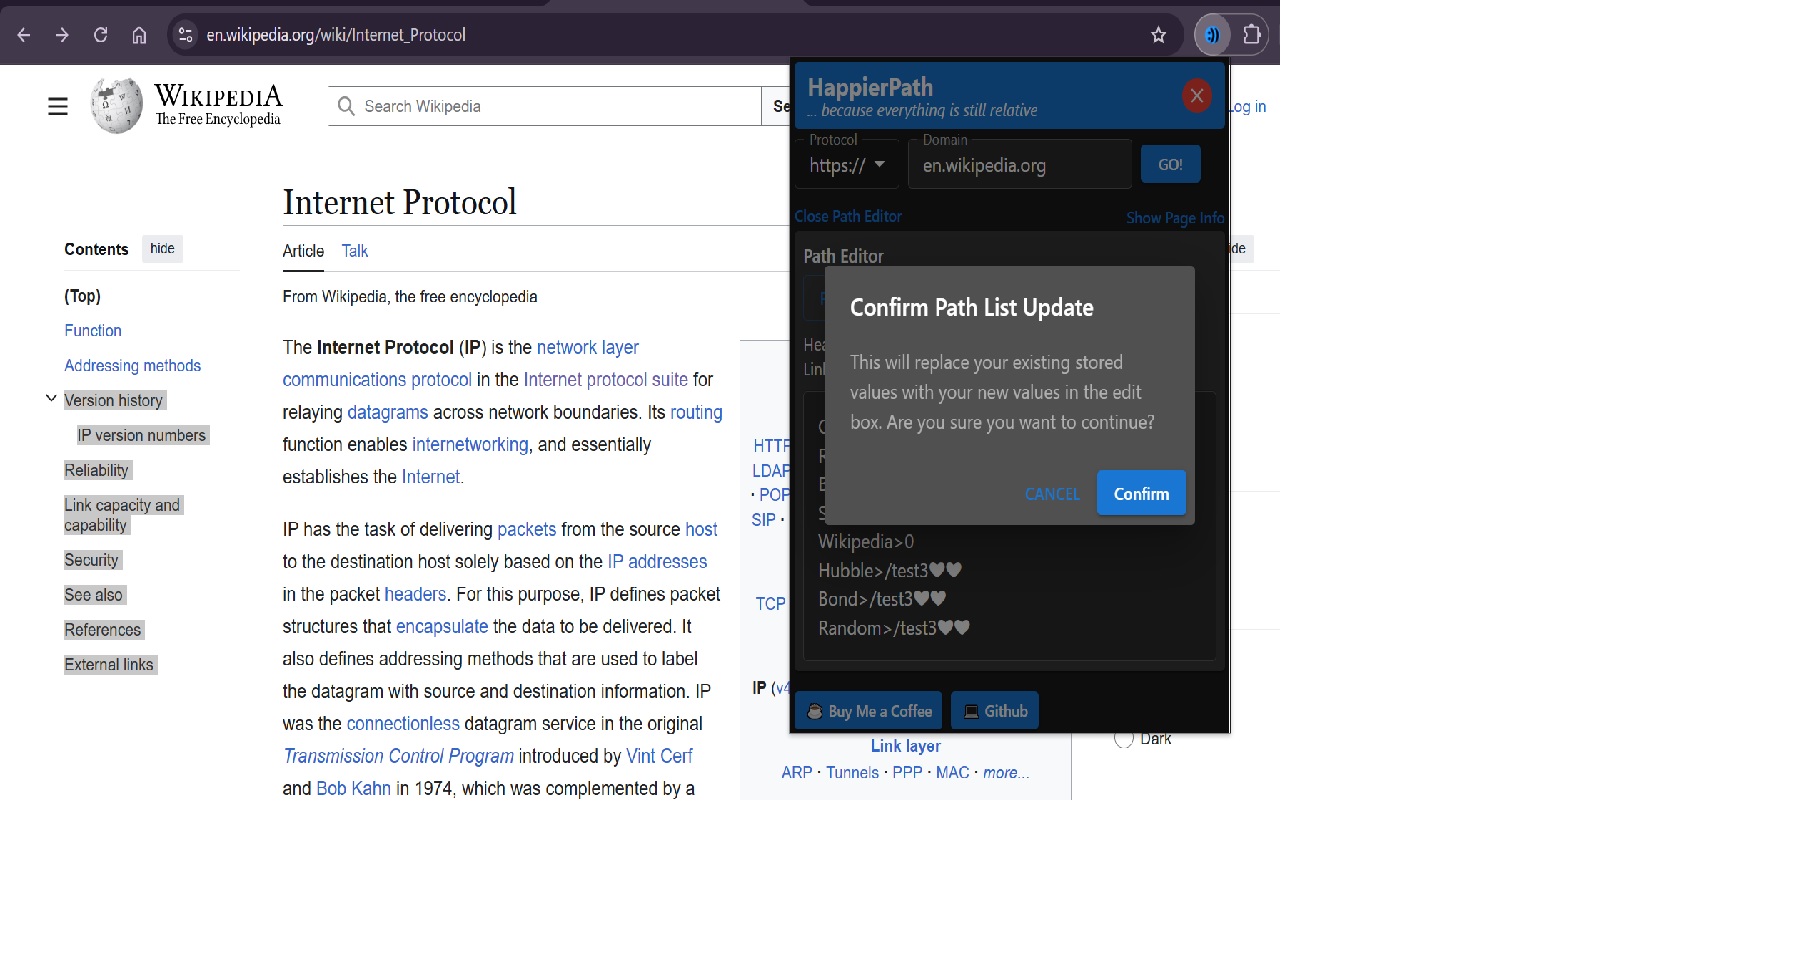 en.wikipedia.org/wiki/Internet_Protocol
WIKIPEDIA
The Free Encyclopedia
Search Wikipedia
Se
Log in
Contents hide
(Top)
Function
Addressing methods
Version history
IP version numbers
Reliability
Link capacity and
capability
Security
See also
References
External links
Internet Protocol
Article Talk
From Wikipedia, the free encyclopedia
The Internet Protocol (IP) is the network layer
communications protocol in the Internet protocol suite for
relaying datagrams across network boundaries. Its routing
function enables internetworking, and essentially
establishes the Internet.
IP has the task of delivering packets from the source host
to the destination host solely based on the IP addresses
in the packet headers. For this purpose, IP defines packet
structures that encapsulate the data to be delivered. It
also defines addressing methods that are used to label
the datagram with source and destination information. IP
was the connectionless datagram service in the original
Transmission Control Program introduced by Vint Cerf
and Bob Kahn in 1974, which was complemented by a
HTTP
LDAP
· POP
SIP ·
TCP
IP (v4
Link layer
ARP · Tunnels · PPP · MAC · more...
HappierPath
... because everything is still relative
Protocol
https://
Domain
en.wikipedia.org
GO!
Close Path Editor
Show Page Info
Path Editor
Hea
Link
Confirm Path List Update
This will replace your existing stored
values with your new values in the edit
box. Are you sure you want to continue?
CANCEL
Confirm
Wikipedia>0
Hubble>/test3♥♥
Bond>/test3♥♥
Random>/test3♥♥
Buy Me a Coffee
Github
ide
Dark